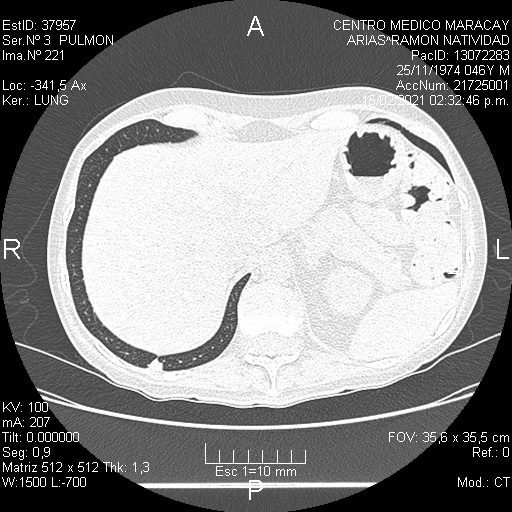 EstID: 37957
Ser.Nº 3 PULMON
Ima.Nº 221
Loc: -341,5 Ax
Ker.: LUNG
A
CENTRO MEDICO MARACAY
ARIAS^RAMON NATIVIDAD
PacID: 13072283
25/11/1974 046Y M
AccNum: 21725001
15/02/2021 02:32:46 p.m.
R
L
KV: 100
mA: 207
Tilt: 0.000000
Seg: 0,9
Matriz 512 x 512 Thk: 1,3
W:1500 L:-700
Esc 1=10 mm
P
FOV: 35,6 x 35,5 cm
Ref.: 0
Mod.: CT